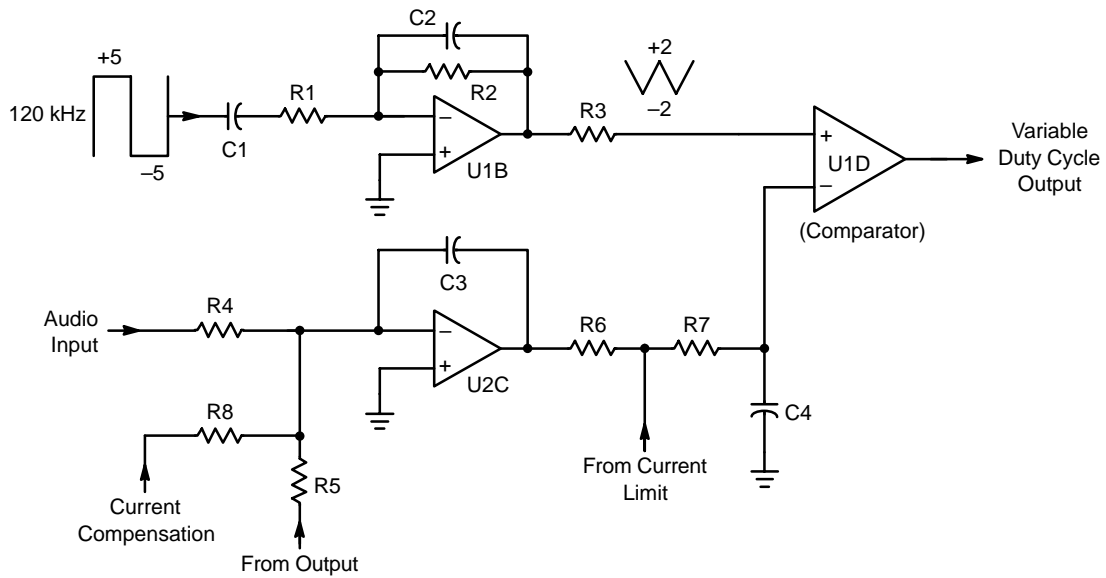 C2
+5
+2
120 kHz
R1
R2
R3
–5
C1
–2
–
+
U1B
+
–
U1D
Variable
Duty Cycle
Output
(Comparator)
C3
Audio
Input
R4
–
+
U2C
R6
R7
C4
R8
R5
Current
Compensation
From Output
From Current
Limit